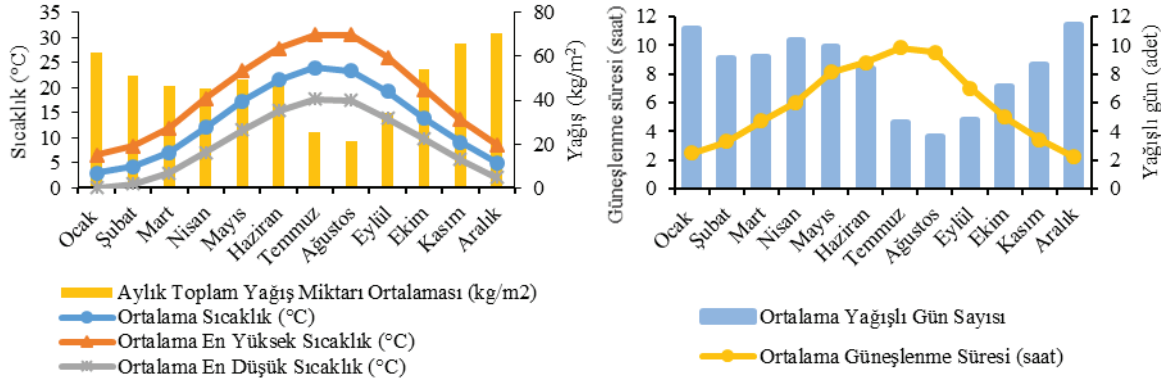 Sıcaklık (°C)
35
30
25
20
15
10
5
0
80
60
40
20
0
Yağış (kg/m²)
Ocak
Şubat
Mart
Nisan
Mayıs
Haziran
Temmuz
Ağustos
Eylül
Ekim
Kasım
Aralık
Aylık Toplam Yağış Miktarı Ortalaması (kg/m2)
Ortalama Sıcaklık (°C)
Ortalama En Yüksek Sıcaklık (°C)
Ortalama En Düşük Sıcaklık (°C)
Güneşlenme süresi (saat)
12
10
8
6
4
2
0
12
10
8
6
4
2
0
Yağışlı gün (adet)
Ocak
Şubat
Mart
Nisan
Mayıs
Haziran
Temmuz
Ağustos
Eylül
Ekim
Kasım
Aralık
Ortalama Yağışlı Gün Sayısı
Ortalama Güneşlenme Süresi (saat)